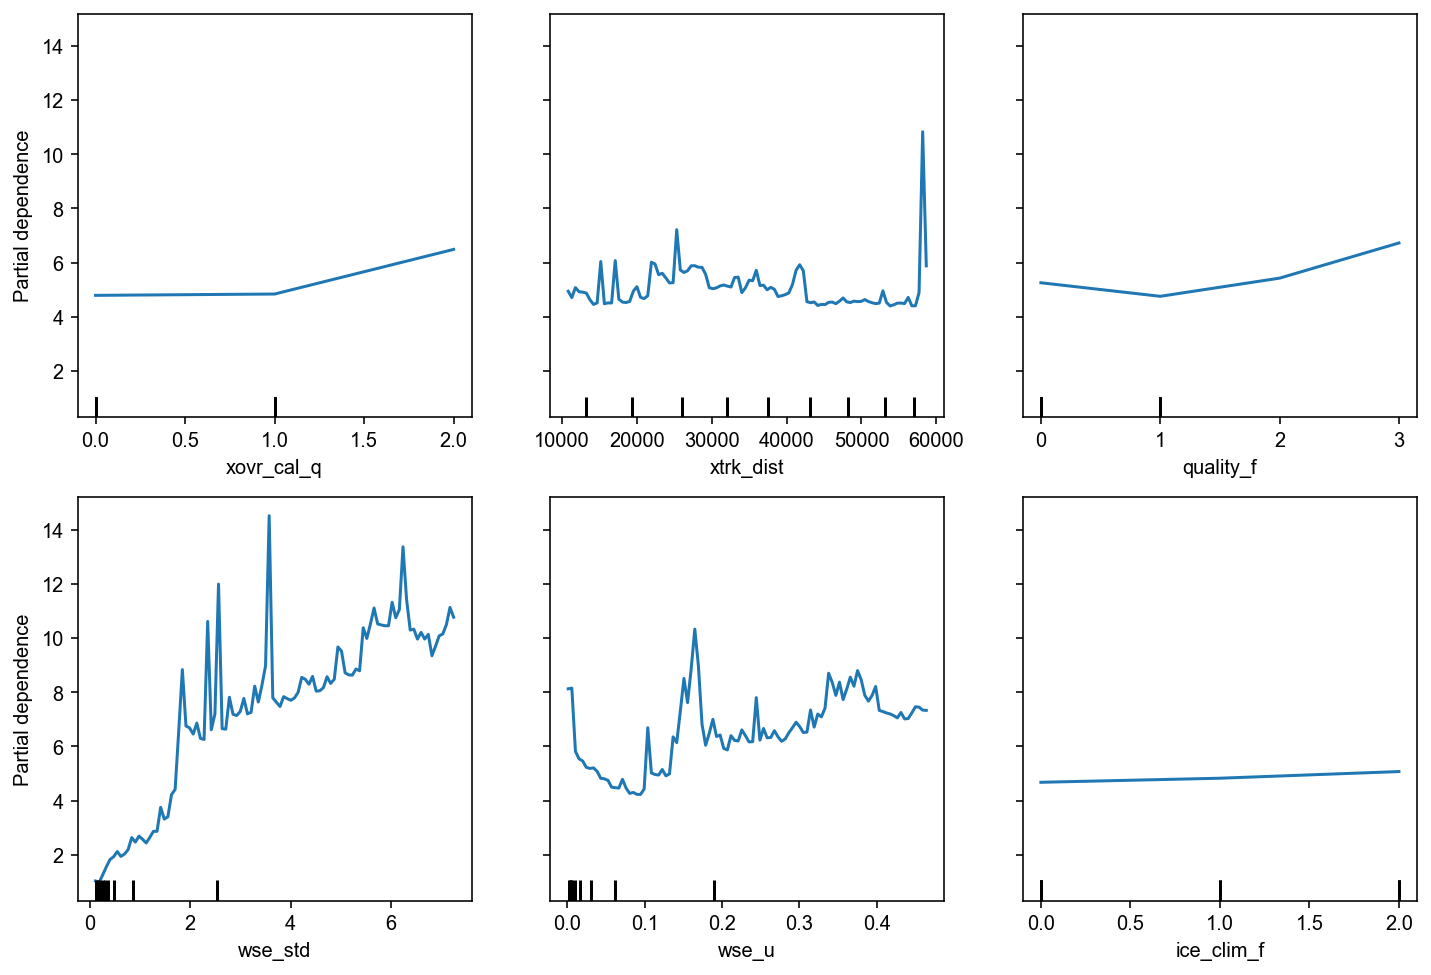 Partial dependence
14
12
10
8
6
4
2
0.0 0.5 1.0 1.5 2.0
xovr_cal_q
10000 20000 30000 40000 50000 60000
xtrk_dist
0 1 2 3
quality_f
Partial dependence
14
12
10
8
6
4
2
0 2 4 6
wse_std
0.0 0.1 0.2 0.3 0.4
wse_u
0.0 0.5 1.0 1.5 2.0
ice_clim_f